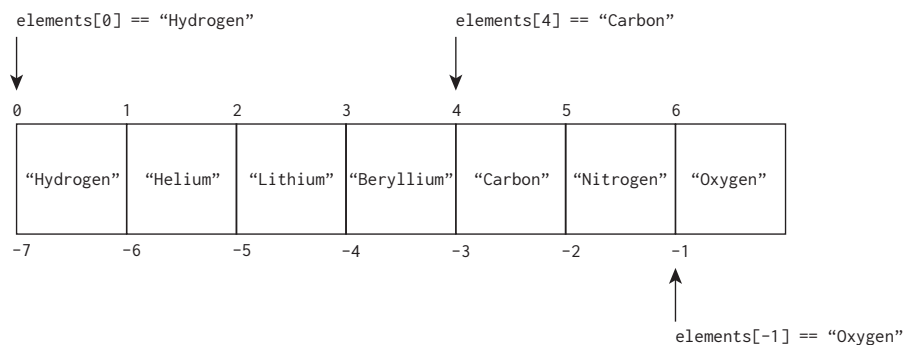 elements[0] == “Hydrogen” elements[4] == “Carbon”
0 1 2 3 4 5 6
“Hydrogen” “Helium” “Lithium” “Beryllium” “Carbon” “Nitrogen” “Oxygen”
-7 -6 -5 -4 -3 -2 -1
elements[-1] == “Oxygen”